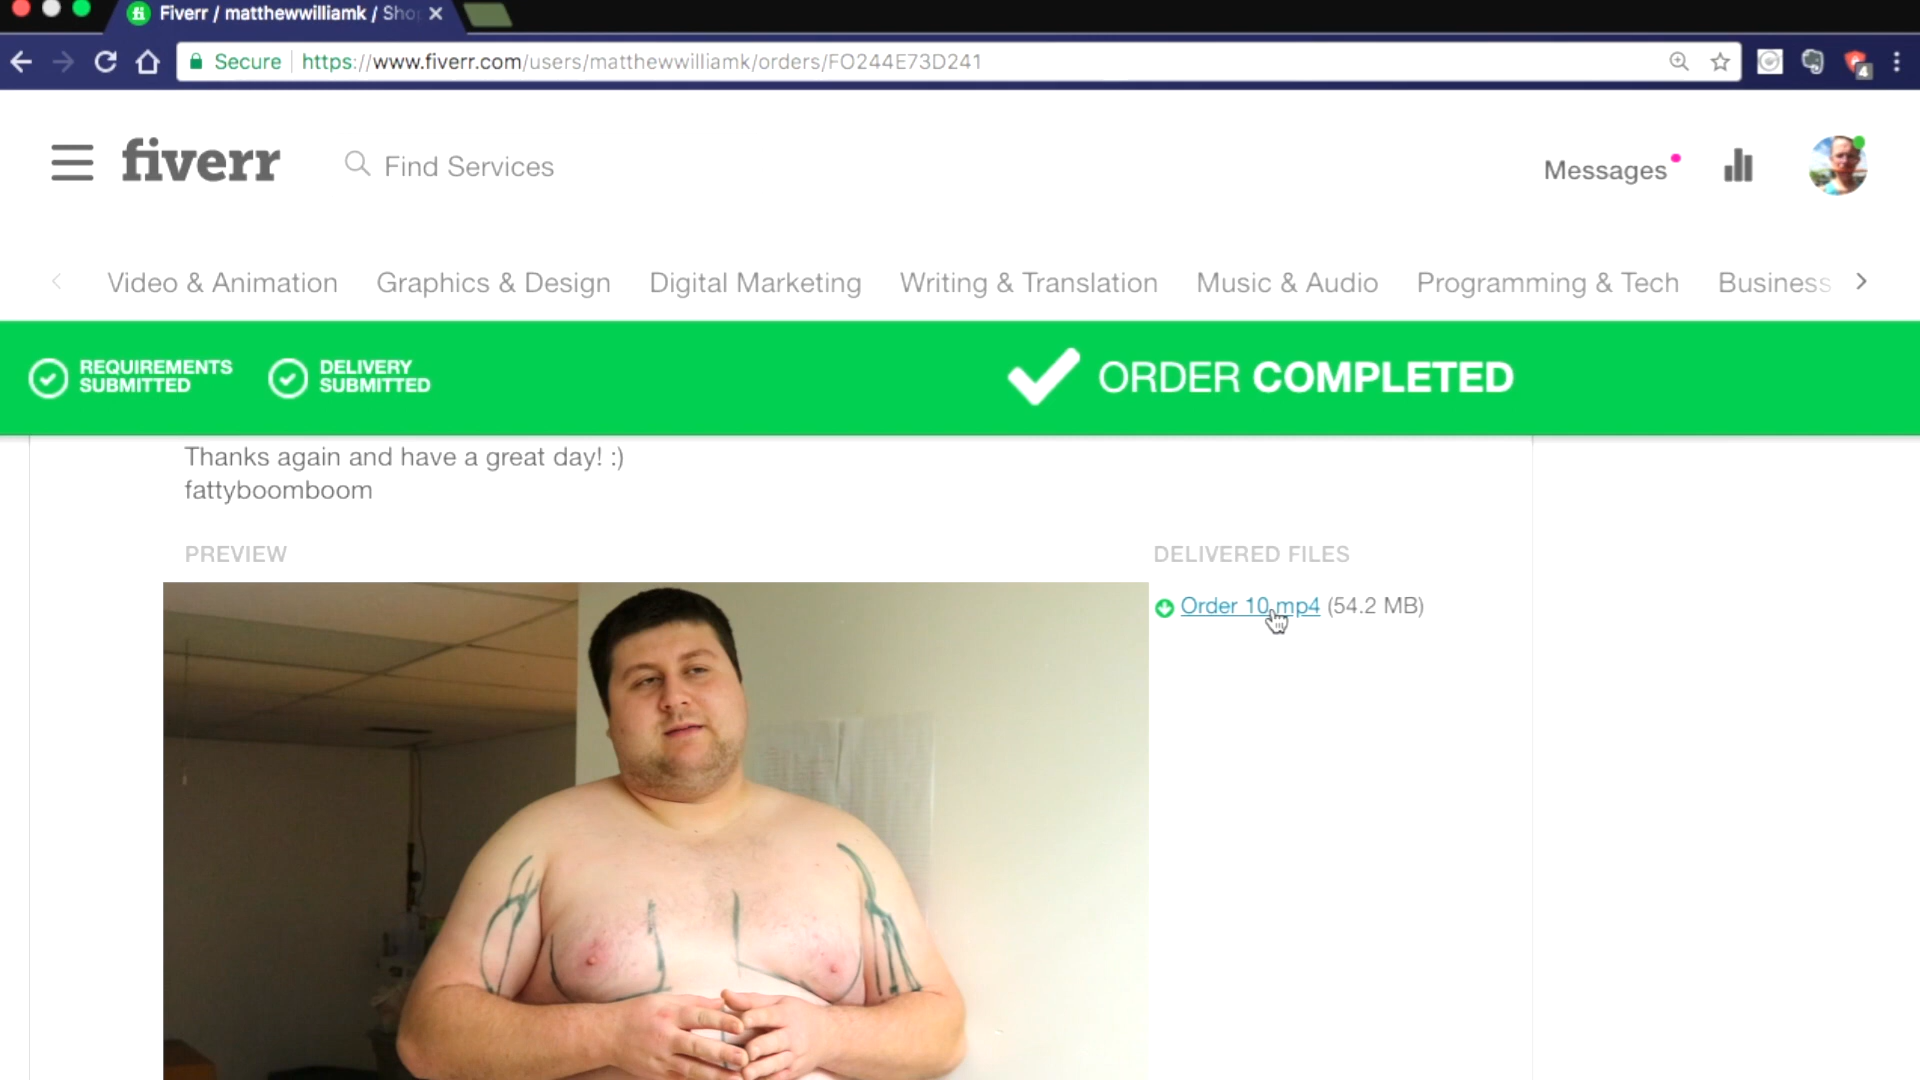 Fiverr / matthewwilliamk / Sho
Secure https://www.fiverr.com/users/matthewwilliamk/orders/FO244E73D241
4
fiverr Find Services Messages
Video & Animation Graphics & Design Digital Marketing Writing & Translation Music & Audio Programming & Tech Business
REQUIREMENTS
SUBMITTED
DELIVERY
SUBMITTED
ORDER COMPLETED
Thanks again and have a great day! :)
fattyboomboom
PREVIEW
DELIVERED FILES
Order 10.mp4 (54.2 MB)